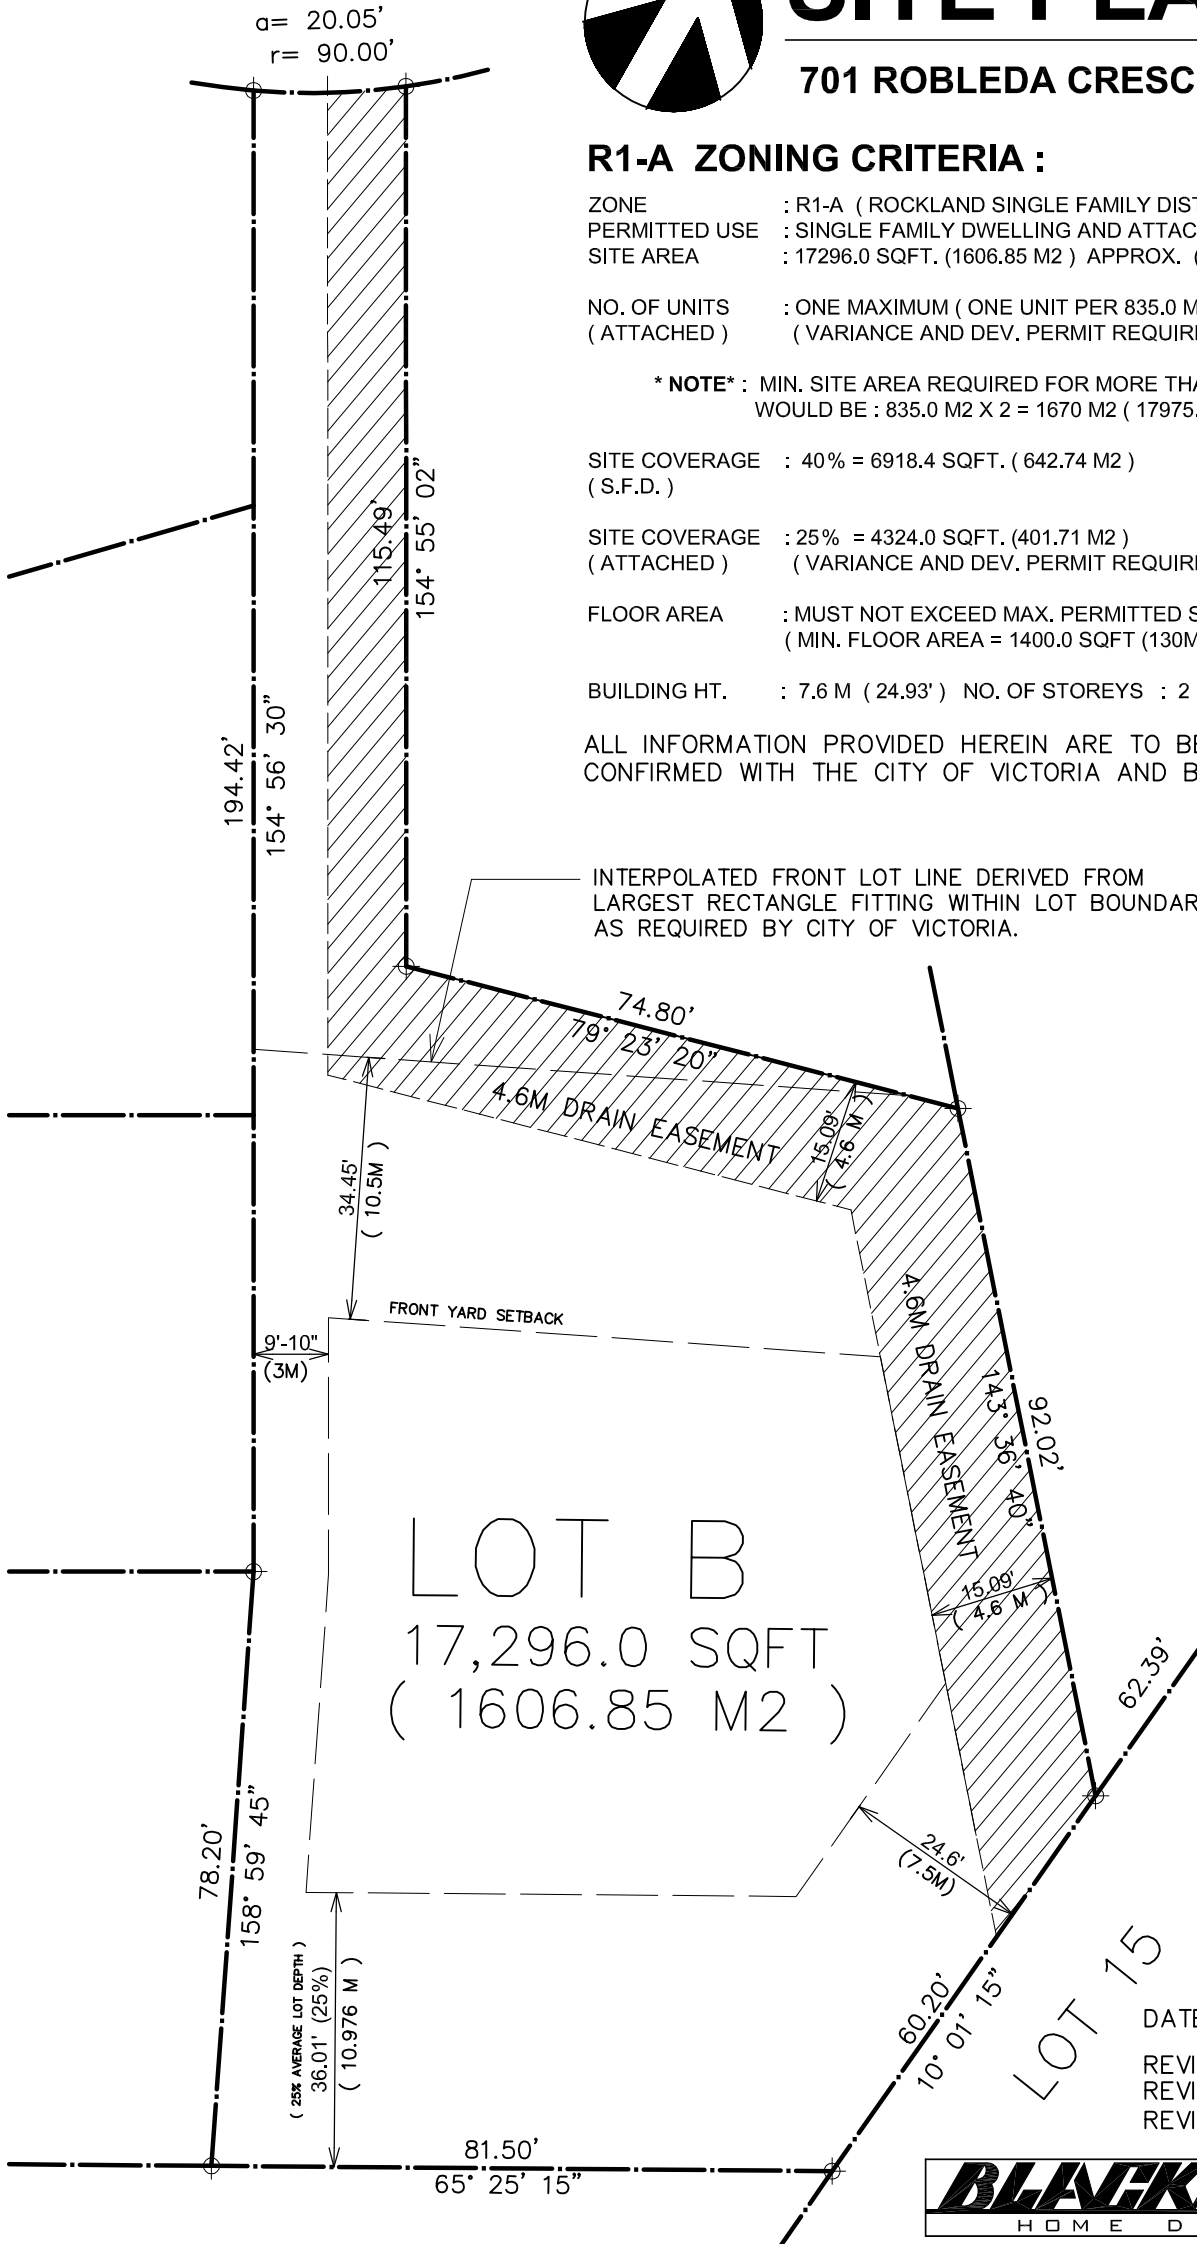 a= 20.05'
r= 90.00'
701 ROBLEDA CRESC
R1-A ZONING CRITERIA :
ZONE : R1-A ( ROCKLAND SINGLE FAMILY DIST
PERMITTED USE : SINGLE FAMILY DWELLING AND ATTAC
SITE AREA : 17296.0 SQFT. (1606.85 M2 ) APPROX. (
NO. OF UNITS : ONE MAXIMUM ( ONE UNIT PER 835.0 M
( ATTACHED ) ( VARIANCE AND DEV. PERMIT REQUIR
* NOTE* : MIN. SITE AREA REQUIRED FOR MORE THA
WOULD BE : 835.0 M2 X 2 = 1670 M2 ( 17975.
SITE COVERAGE : 40% = 6918.4 SQFT. ( 642.74 M2 )
( S.F.D. )
SITE COVERAGE : 25% = 4324.0 SQFT. (401.71 M2 )
( ATTACHED ) ( VARIANCE AND DEV. PERMIT REQUIR
FLOOR AREA : MUST NOT EXCEED MAX. PERMITTED S
( MIN. FLOOR AREA = 1400.0 SQFT (130M
BUILDING HT. : 7.6 M ( 24.93' ) NO. OF STOREYS : 2
ALL INFORMATION PROVIDED HEREIN ARE TO BE
CONFIRMED WITH THE CITY OF VICTORIA AND B
115.49'
154° 55' 02"
194.42'
154° 56' 30"
INTERPOLATED FRONT LOT LINE DERIVED FROM
LARGEST RECTANGLE FITTING WITHIN LOT BOUNDAR
AS REQUIRED BY CITY OF VICTORIA.
74.80'
79° 23' 20"
4.6M DRAIN EASEMENT
15.09'
( 4.6 M )
34.45'
( 10.5M )
FRONT YARD SETBACK
9'-10"
(3M)
4.6M DRAIN EASEMENT
143° 36' 40"
92.02'
15.09'
( 4.6 M )
LOT B
17,296.0 SQFT
( 1606.85 M2 )
62.39'
78.20'
158° 59' 45"
24.6'
(7.5M)
( 25% AVERAGE LOT DEPTH )
36.01' (25%)
( 10.976 M )
60.20'
10° 01' 15"
LOT 15
DATE
REVI
REVI
REVI
81.50'
65° 25' 15"
HOME D